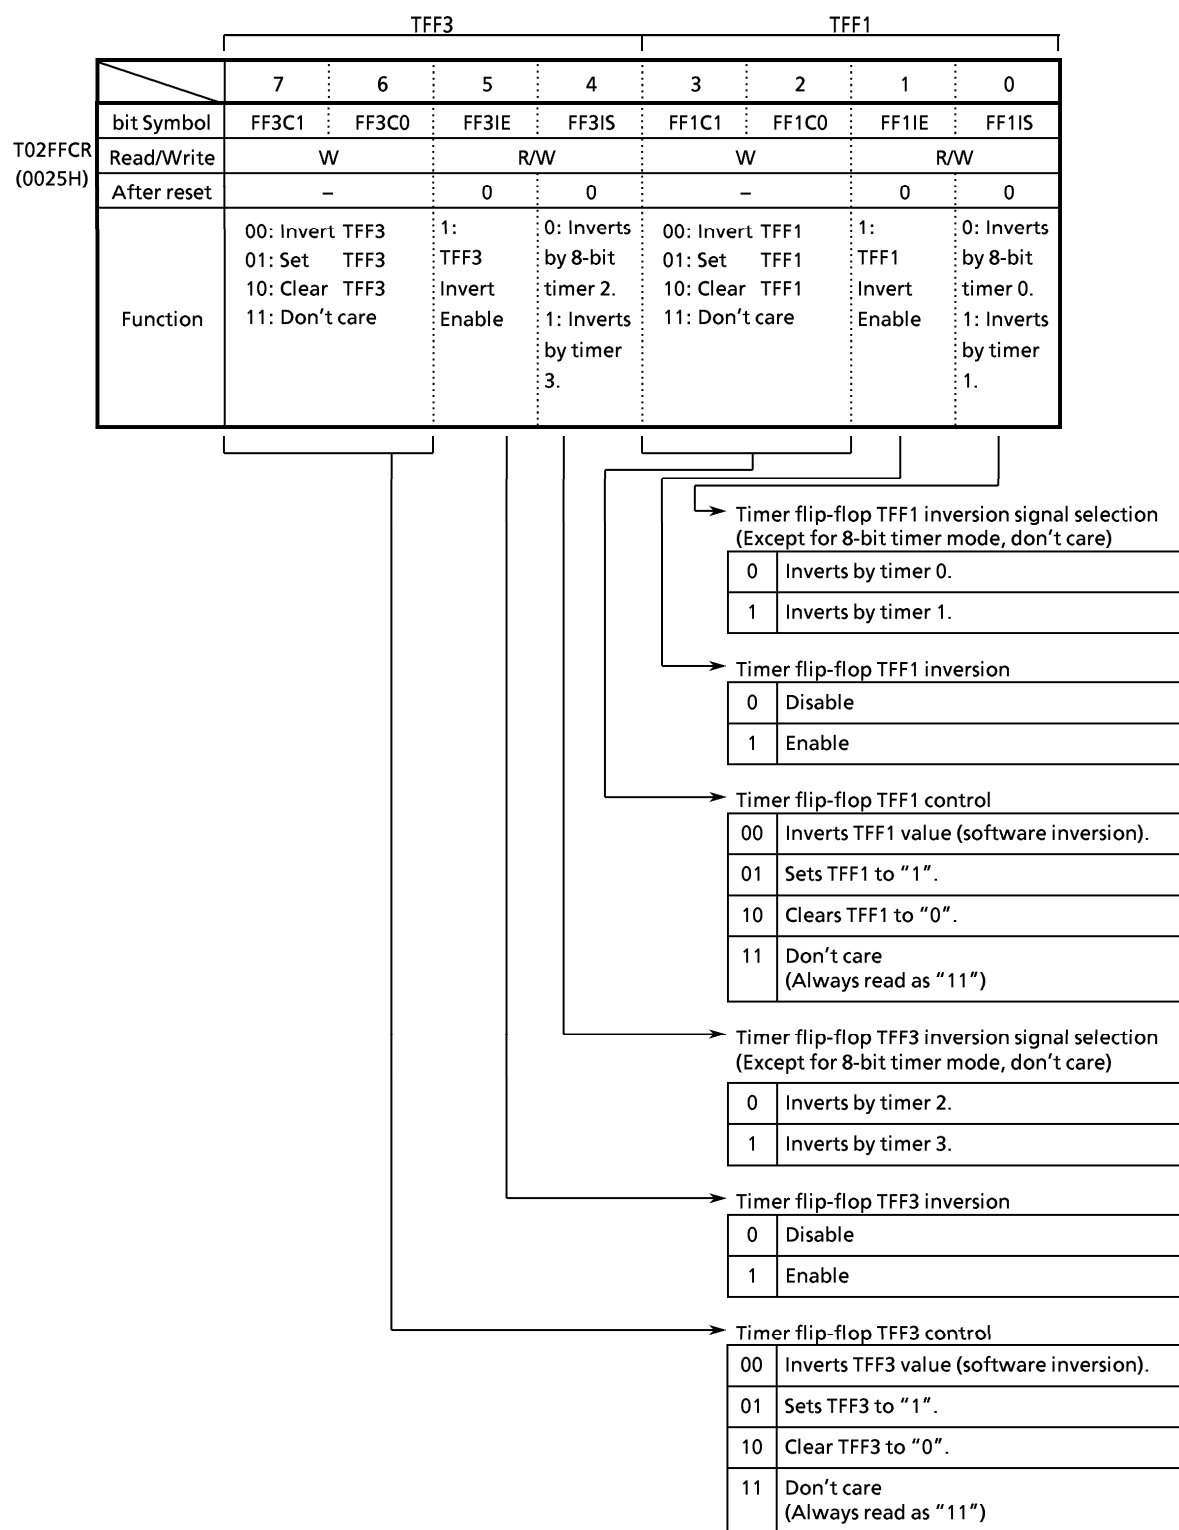 TFF3 TFF1
7 6 5 4 3 2 1 0
bit Symbol FF3C1 FF3C0 FF3IE FF3IS FF1C1 FF1C0 FF1IE FF1IS
T02FFCR
(0025H)
Read/Write W R/W W R/W
After reset – 0 0 – 0 0
Function
00: Invert TFF3
01: Set TFF3
10: Clear TFF3
11: Don't care
1:
TFF3
Invert
Enable
0: Inverts
by 8-bit
timer 2.
1: Inverts
by timer
3.
00: Invert TFF1
01: Set TFF1
10: Clear TFF1
11: Don't care
1:
TFF1
Invert
Enable
0: Inverts
by 8-bit
timer 0.
1: Inverts
by timer
1.
Timer flip-flop TFF1 inversion signal selection
(Except for 8-bit timer mode, don't care)
0 Inverts by timer 0.
1 Inverts by timer 1.
Timer flip-flop TFF1 inversion
0 Disable
1 Enable
Timer flip-flop TFF1 control
00 Inverts TFF1 value (software inversion).
01 Sets TFF1 to "1".
10 Clears TFF1 to "0".
11 Don't care
(Always read as "11")
Timer flip-flop TFF3 inversion signal selection
(Except for 8-bit timer mode, don't care)
0 Inverts by timer 2.
1 Inverts by timer 3.
Timer flip-flop TFF3 inversion
0 Disable
1 Enable
Timer flip-flop TFF3 control
00 Inverts TFF3 value (software inversion).
01 Sets TFF3 to "1".
10 Clear TFF3 to "0".
11 Don't care
(Always read as "11")